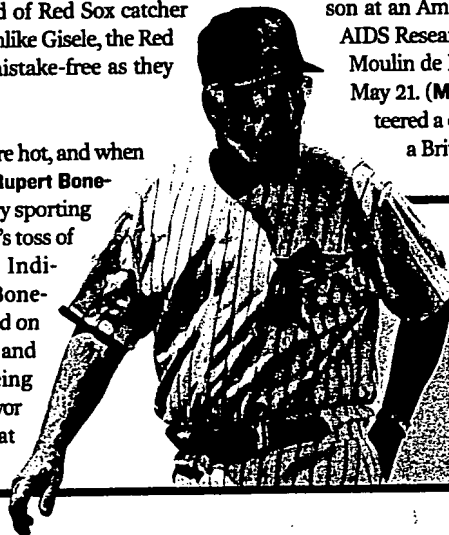 d of Red Sox catcher
nlike Gisele, the Red
nistake-free as they
re hot, and when
Rupert Bone-
y sporting
's toss of
Indi-
Bone-
d on
and
eing
vor
at
son at an Am
AIDS Resear
Moulin de
May 21. (M
teered a
a Bri